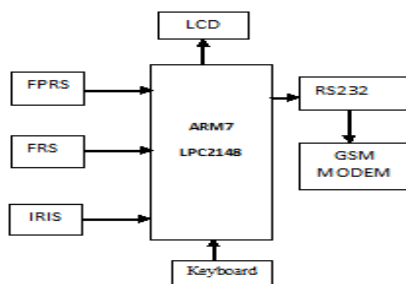 LCD
FPRS
RS232
ARM7
LPC2148
FRS
GSM
MODEM
IRIS
Keyboard